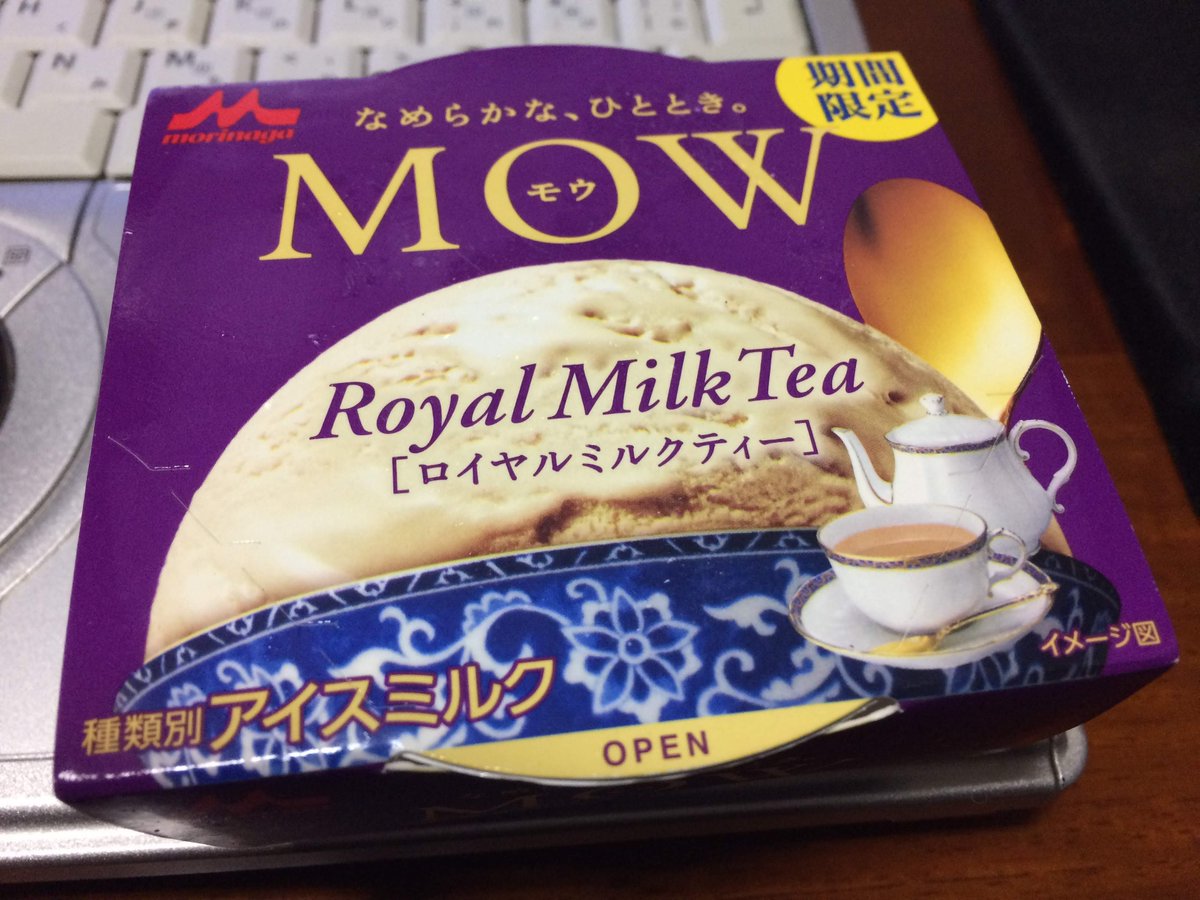 morinaga
なめらかな、ひととき。
期間
限定
MOW
モウ
Royal Milk Tea
[ロイヤルミルクティー]
イメージ図
種類別 アイスミルク
OPEN
H
N
M